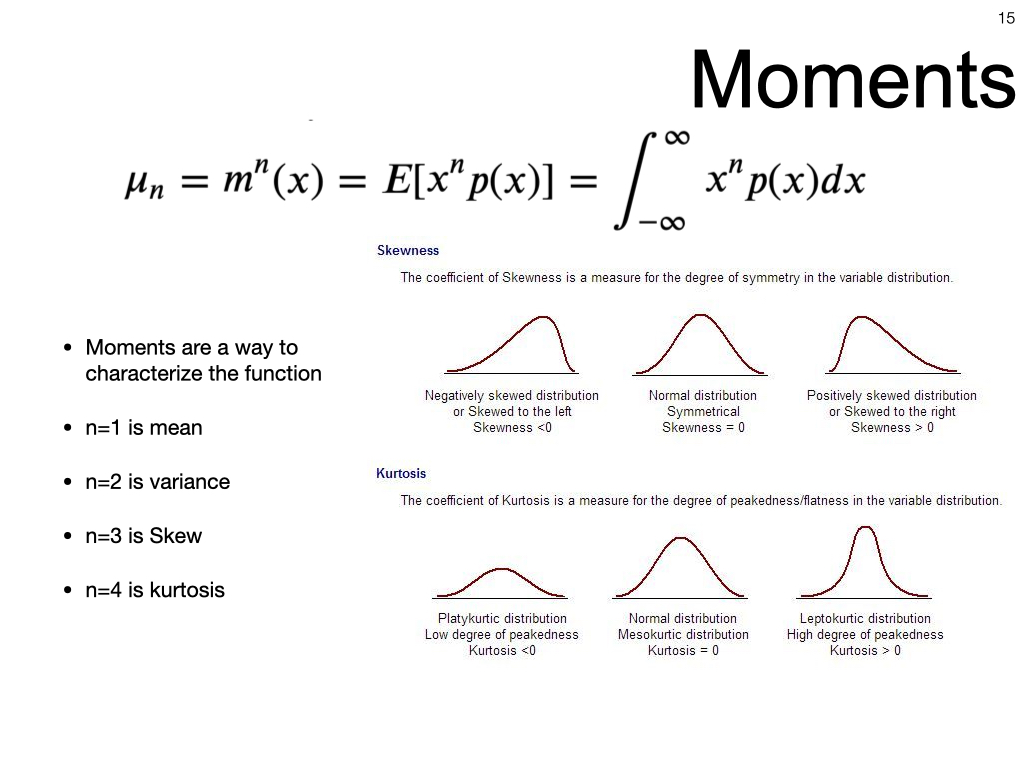 15
Moments
μₙ = mⁿ(x) = E[xⁿp(x)] = ∫_{-∞}^{∞} xⁿp(x)dx
Skewness
The coefficient of Skewness is a measure for the degree of symmetry in the variable distribution.
Negatively skewed distribution
or Skewed to the left
Skewness <0
Normal distribution
Symmetrical
Skewness = 0
Positively skewed distribution
or Skewed to the right
Skewness > 0
• Moments are a way to
characterize the function
• n=1 is mean
• n=2 is variance
• n=3 is Skew
• n=4 is kurtosis
Kurtosis
The coefficient of Kurtosis is a measure for the degree of peakedness/flatness in the variable distribution.
Platykurtic distribution
Low degree of peakedness
Kurtosis <0
Normal distribution
Mesokurtic distribution
Kurtosis = 0
Leptokurtic distribution
High degree of peakedness
Kurtosis > 0